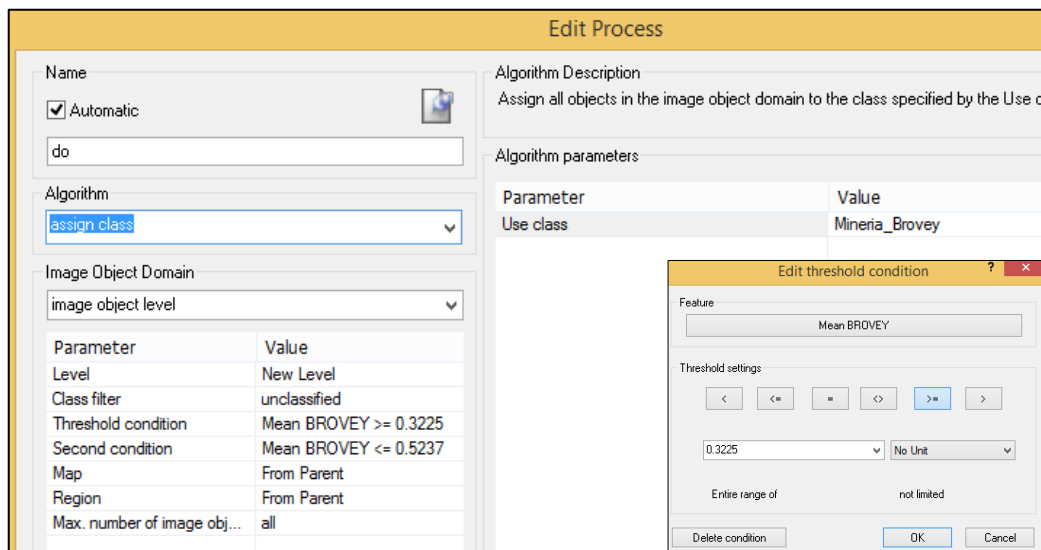 Edit Process
Name
Automatic
do
Algorithm
assign class
Image Object Domain
image object level
Parameter Value
Level New Level
Class filter unclassified
Threshold condition Mean BROVEY >= 0.3225
Second condition Mean BROVEY <= 0.5237
Map From Parent
Region From Parent
Max. number of image obj... all
Algorithm Description
Assign all objects in the image object domain to the class specified by the Use c
Algorithm parameters
Parameter Value
Use class Mineria_Brovey
Edit threshold condition ? ×
Feature
Mean BROVEY
Threshold settings
< <= = <> >= >
0.3225 No Unit
Entire range of not limited
Delete condition OK Cancel